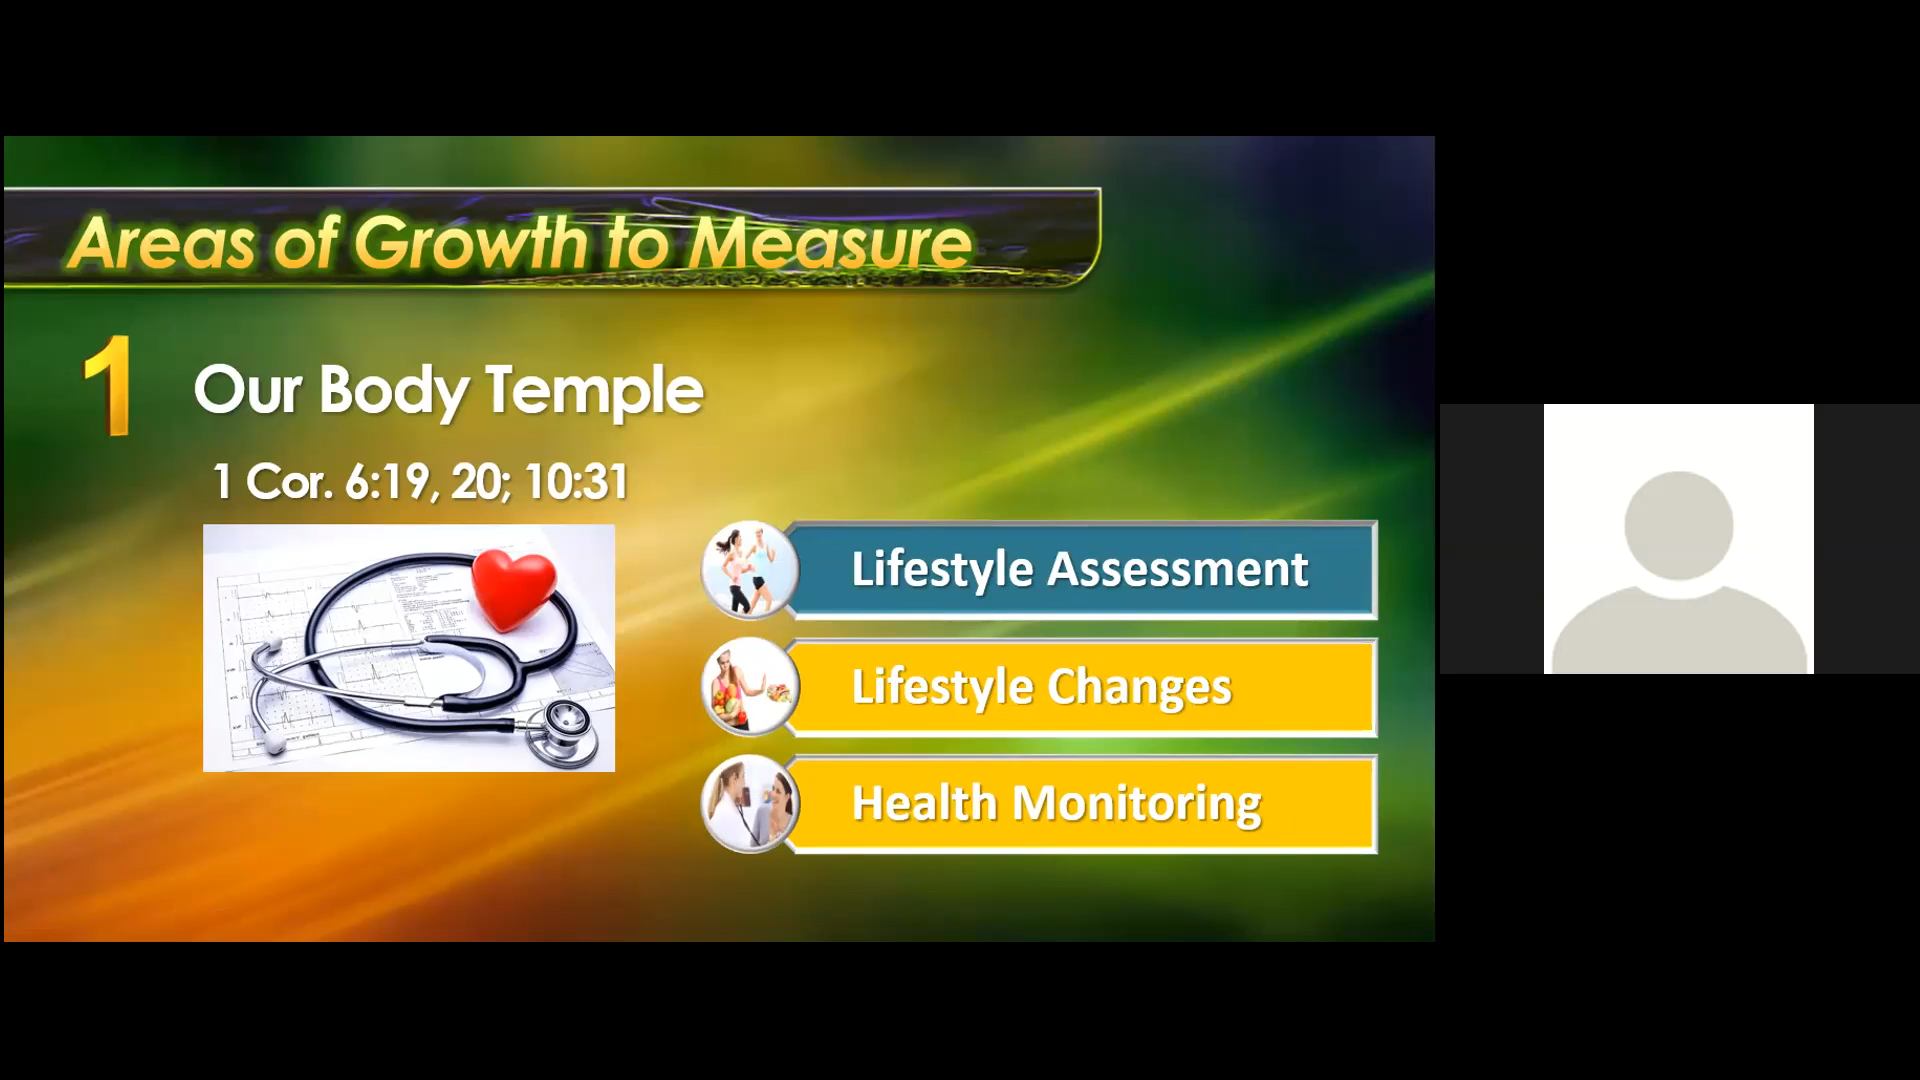 Areas of Growth to Measure
1
Our Body Temple
1 Cor. 6:19, 20; 10:31
Lifestyle Assessment
Lifestyle Changes
Health Monitoring